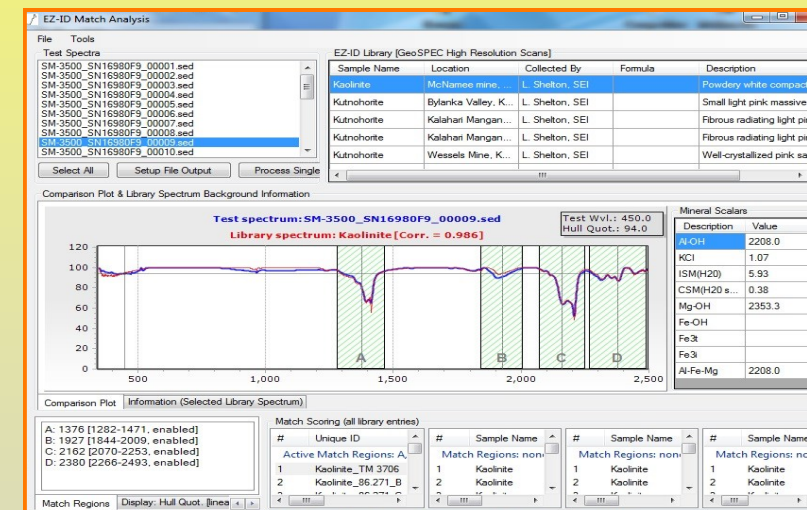 EZ-ID Match Analysis
File Tools
Test Spectra
SM-3500_SN16980F9_00001.sed
SM-3500_SN16980F9_00002.sed
SM-3500_SN16980F9_00003.sed
SM-3500_SN16980F9_00004.sed
SM-3500_SN16980F9_00005.sed
SM-3500_SN16980F9_00006.sed
SM-3500_SN16980F9_00007.sed
SM-3500_SN16980F9_00008.sed
SM-3500_SN16980F9_00009.sed
SM-3500_SN16980F9_00010.sed
Select All Setup File Output Process Single
EZ-ID Library [GeoSPEC High Resolution Scans]
Sample Name Location Collected By Formula Description
Kaolinite McNamee mine, ... L. Shelton, SEI Powdery white compact
Kutnohorite Bylanka Valley, K... L. Shelton, SEI Small light pink massive
Kutnohorite Kalahari Mangan... L. Shelton, SEI Fibrous radiating light pin
Kutnohorite Kalahari Mangan... L. Shelton, SEI Fibrous radiating light pin
Kutnohorite Wessels Mine, K... L. Shelton, SEI Well-crystallized pink sa
Comparison Plot & Library Spectrum Background Information
Test spectrum: SM-3500_SN16980F9_00009.sed
Library spectrum: Kaolinite [Corr. = 0.986]
Test Wvl.: 450.0
Hull Quot.: 94.0
120
100
80
60
40
20
0
A B C D
500 1,000 1,500 2,000 2,500
Mineral Scalars
Description Value
Al-OH 2208.0
KCI 1.07
ISM(H20) 5.93
CSM(H20 s... 0.38
Mg-OH 2353.3
Fe-OH
Fe3t
Fe3i
Al-Fe-Mg 2208.0
Comparison Plot Information (Selected Library Spectrum)
A: 1376 [1282-1471, enabled]
B: 1927 [1844-2009, enabled]
C: 2162 [2070-2253, enabled]
D: 2380 [2266-2493, enabled]
Match Regions Display: Hull Quot. [linea
Match Scoring (all library entries)
# Unique ID # Sample Name # Sample Name # Sample Name
Active Match Regions: A, Match Regions: non Match Regions: non Match Regions: no
1 Kaolinite_TM 3706 1 Kaolinite 1 Kaolinite 1 Kaolinite
2 Kaolinite_86.271_B 2 Kaolinite 2 Kaolinite 2 Kaolinite